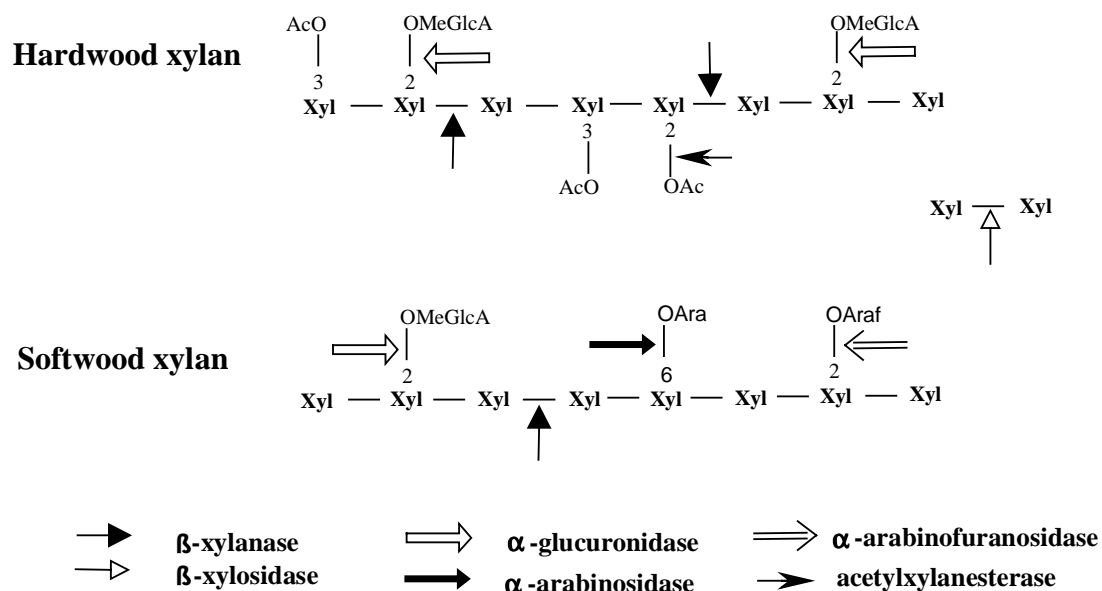 AcO OMeGlcA OMeGlcA
Hardwood xylan
3 2 2
Xyl — Xyl — Xyl — Xyl — Xyl — Xyl — Xyl — Xyl
3 2
AcO OAc
Xyl — Xyl
OMeGlcA OAra OAraf
Softwood xylan
2 6 2
Xyl — Xyl — Xyl — Xyl — Xyl — Xyl — Xyl — Xyl
ß-xylanase α-glucuronidase α-arabinofuranosidase
ß-xylosidase α-arabinosidase acetylxylanesterase